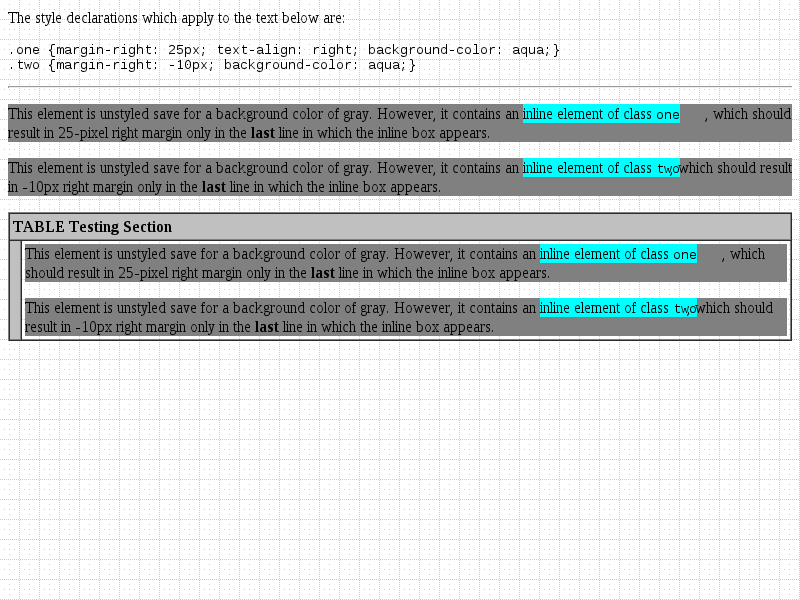 The style declarations which apply to the text below are:
.one {margin-right: 25px; text-align: right; background-color: aqua;}
.two {margin-right: -10px; background-color: aqua;}
This element is unstyled save for a background color of gray. However, it contains an inline element of class one, which should
result in 25-pixel right margin only in the last line in which the inline box appears.
This element is unstyled save for a background color of gray. However, it contains an inline element of class two, which should result
in -10px right margin only in the last line in which the inline box appears.
TABLE Testing Section
This element is unstyled save for a background color of gray. However, it contains an inline element of class one, which
should result in 25-pixel right margin only in the last line in which the inline box appears.
This element is unstyled save for a background color of gray. However, it contains an inline element of class two, which should
result in -10px right margin only in the last line in which the inline box appears.